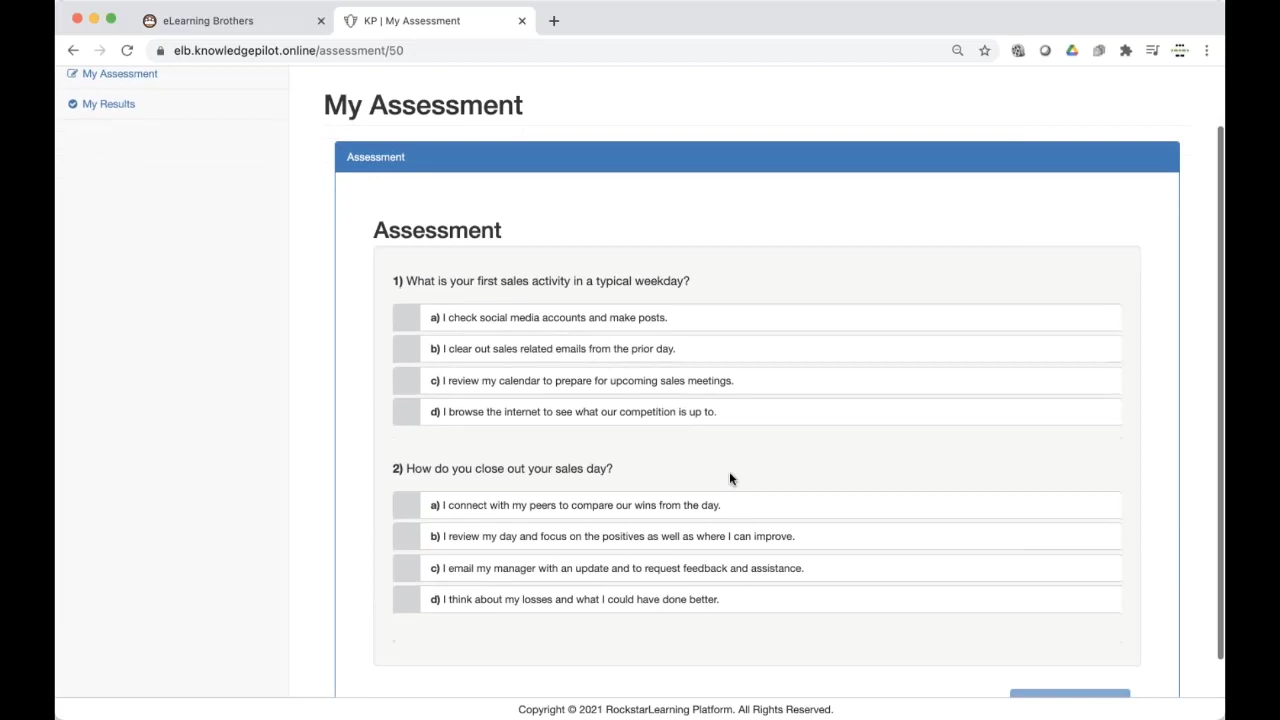 eLearning Brothers
KP | My Assessment
elb.knowledgepilot.online/assessment/50
My Assessment
My Results
My Assessment
Assessment
Assessment
1) What is your first sales activity in a typical weekday?
a) I check social media accounts and make posts.
b) I clear out sales related emails from the prior day.
c) I review my calendar to prepare for upcoming sales meetings.
d) I browse the internet to see what our competition is up to.
2) How do you close out your sales day?
a) I connect with my peers to compare our wins from the day.
b) I review my day and focus on the positives as well as where I can improve.
c) I email my manager with an update and to request feedback and assistance.
d) I think about my losses and what I could have done better.
Copyright © 2021 RockstarLearning Platform. All Rights Reserved.